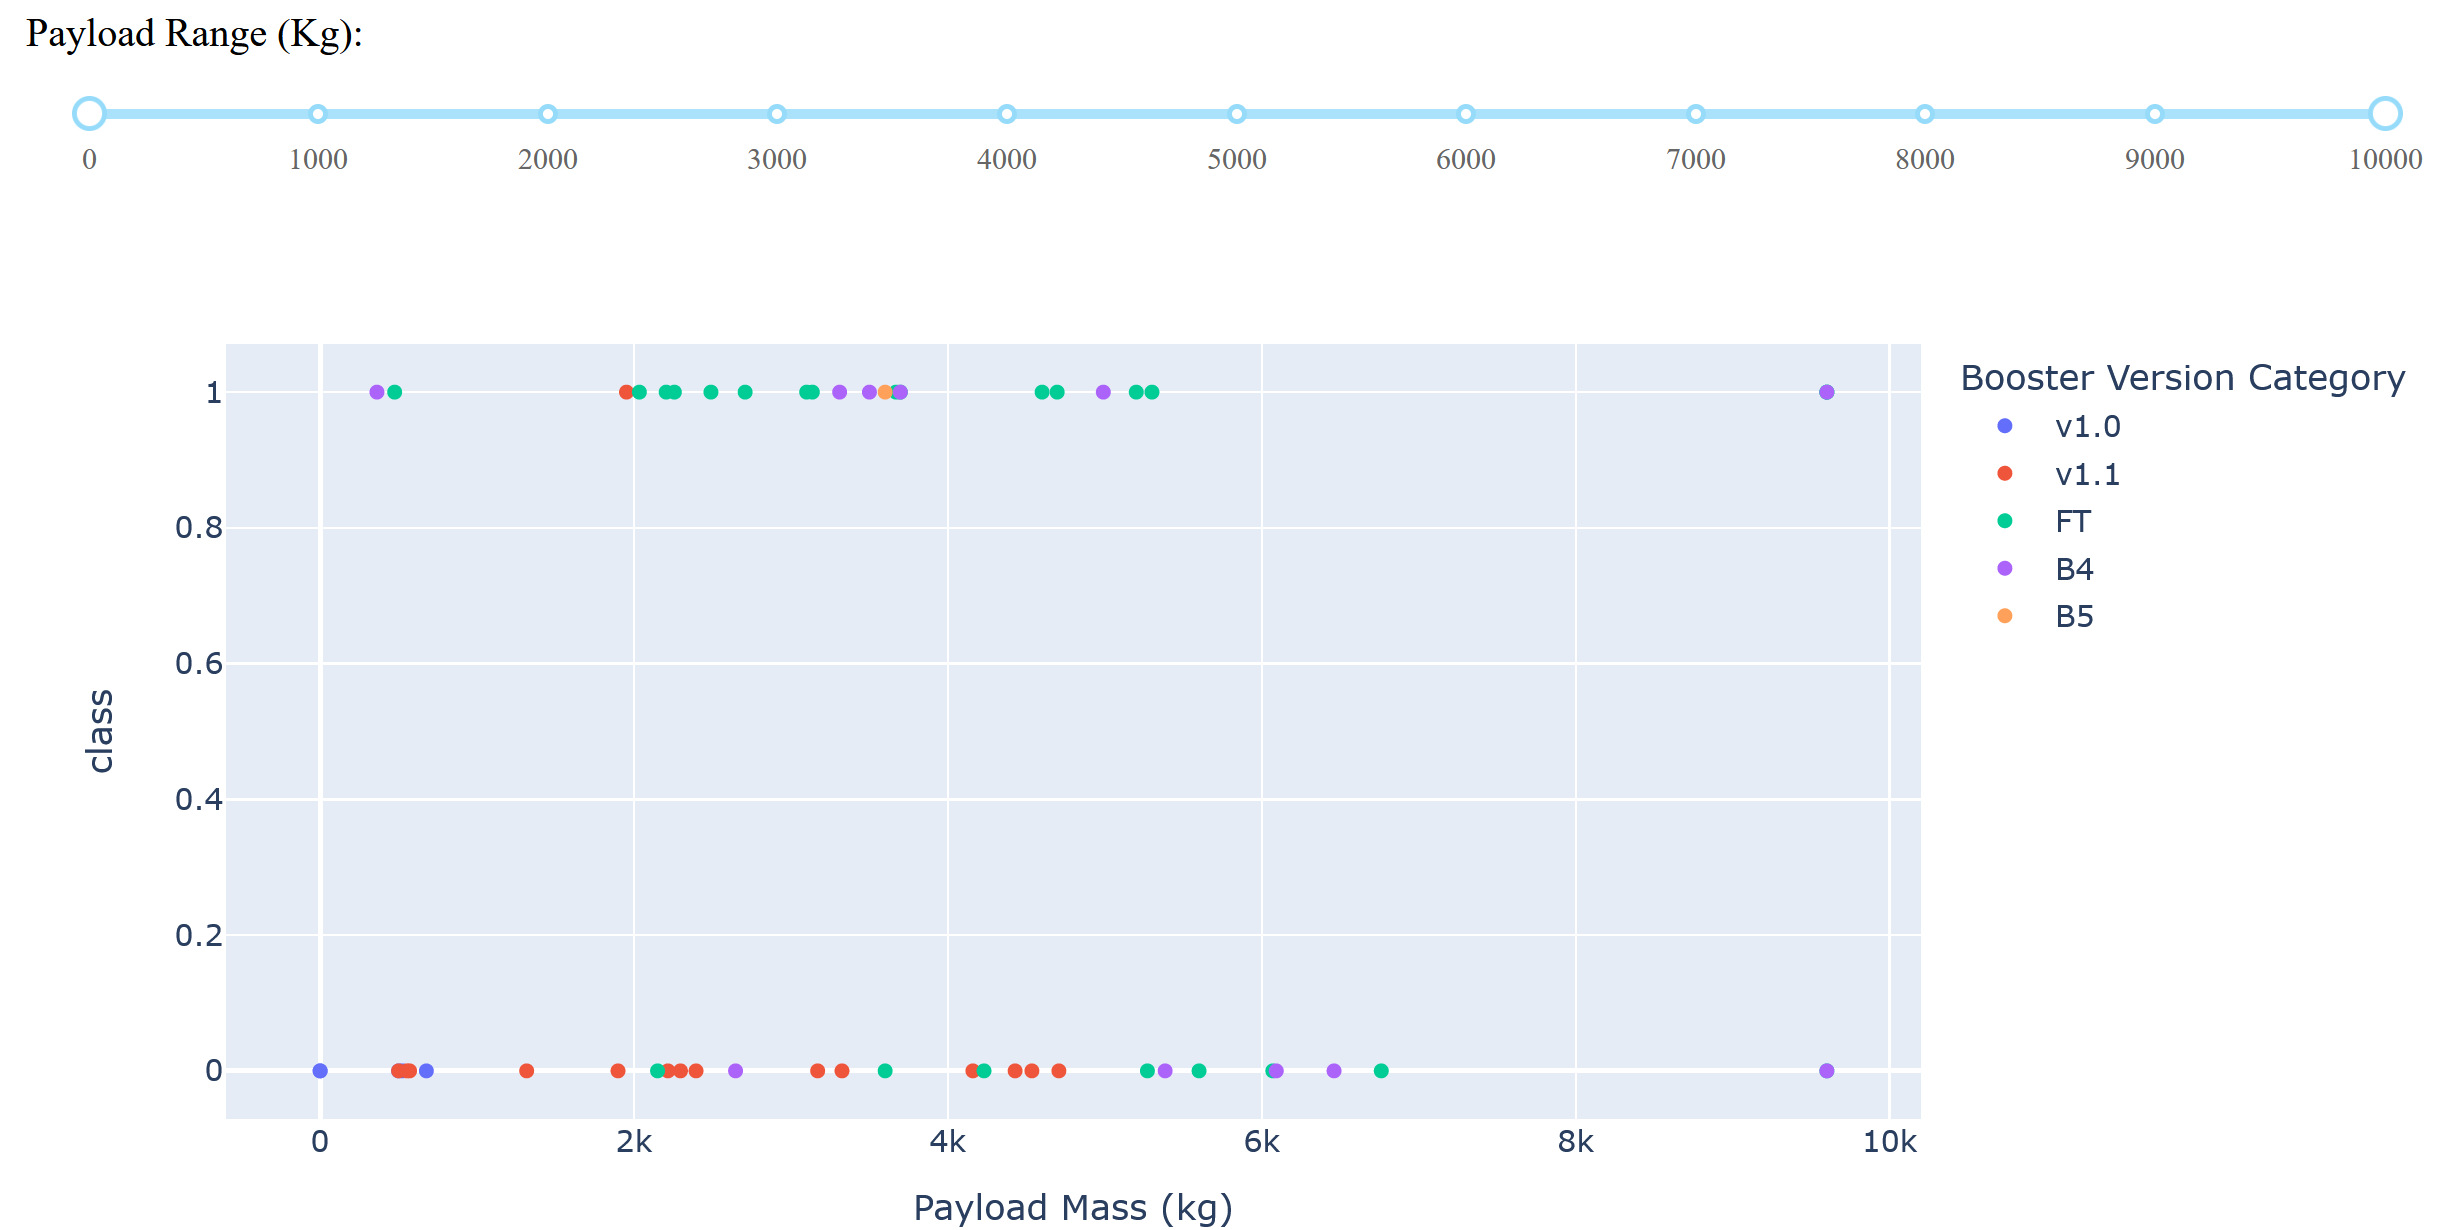 Payload Range (Kg):
0 1000 2000 3000 4000 5000 6000 7000 8000 9000 10000
Booster Version Category
v1.0
v1.1
FT
B4
B5
1
0.8
0.6
0.4
0.2
0
class
0 2k 4k 6k 8k 10k
Payload Mass (kg)